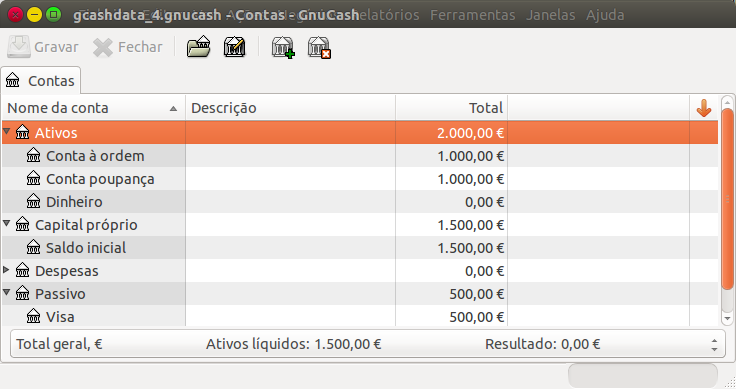 gcashdata_4.gnucash - Contas - GnuCash Relatórios Ferramentas Janelas Ajuda
Gravar Fechar
Contas
Nome da conta Descrição Total
Ativos 2.000,00 €
Conta à ordem 1.000,00 €
Conta poupança 1.000,00 €
Dinheiro 0,00 €
Capital próprio 1.500,00 €
Saldo inicial 1.500,00 €
Despesas 0,00 €
Passivo 500,00 €
Visa 500,00 €
Total geral, € Ativos líquidos: 1.500,00 € Resultado: 0,00 €